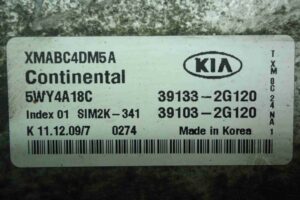 XMABC4DM5A
Continental
KIA
5WY4A18C 39133-2G120
Index 01 SIM2K-341 39103-2G120
K 11.12.09/7 0274 Made in Korea